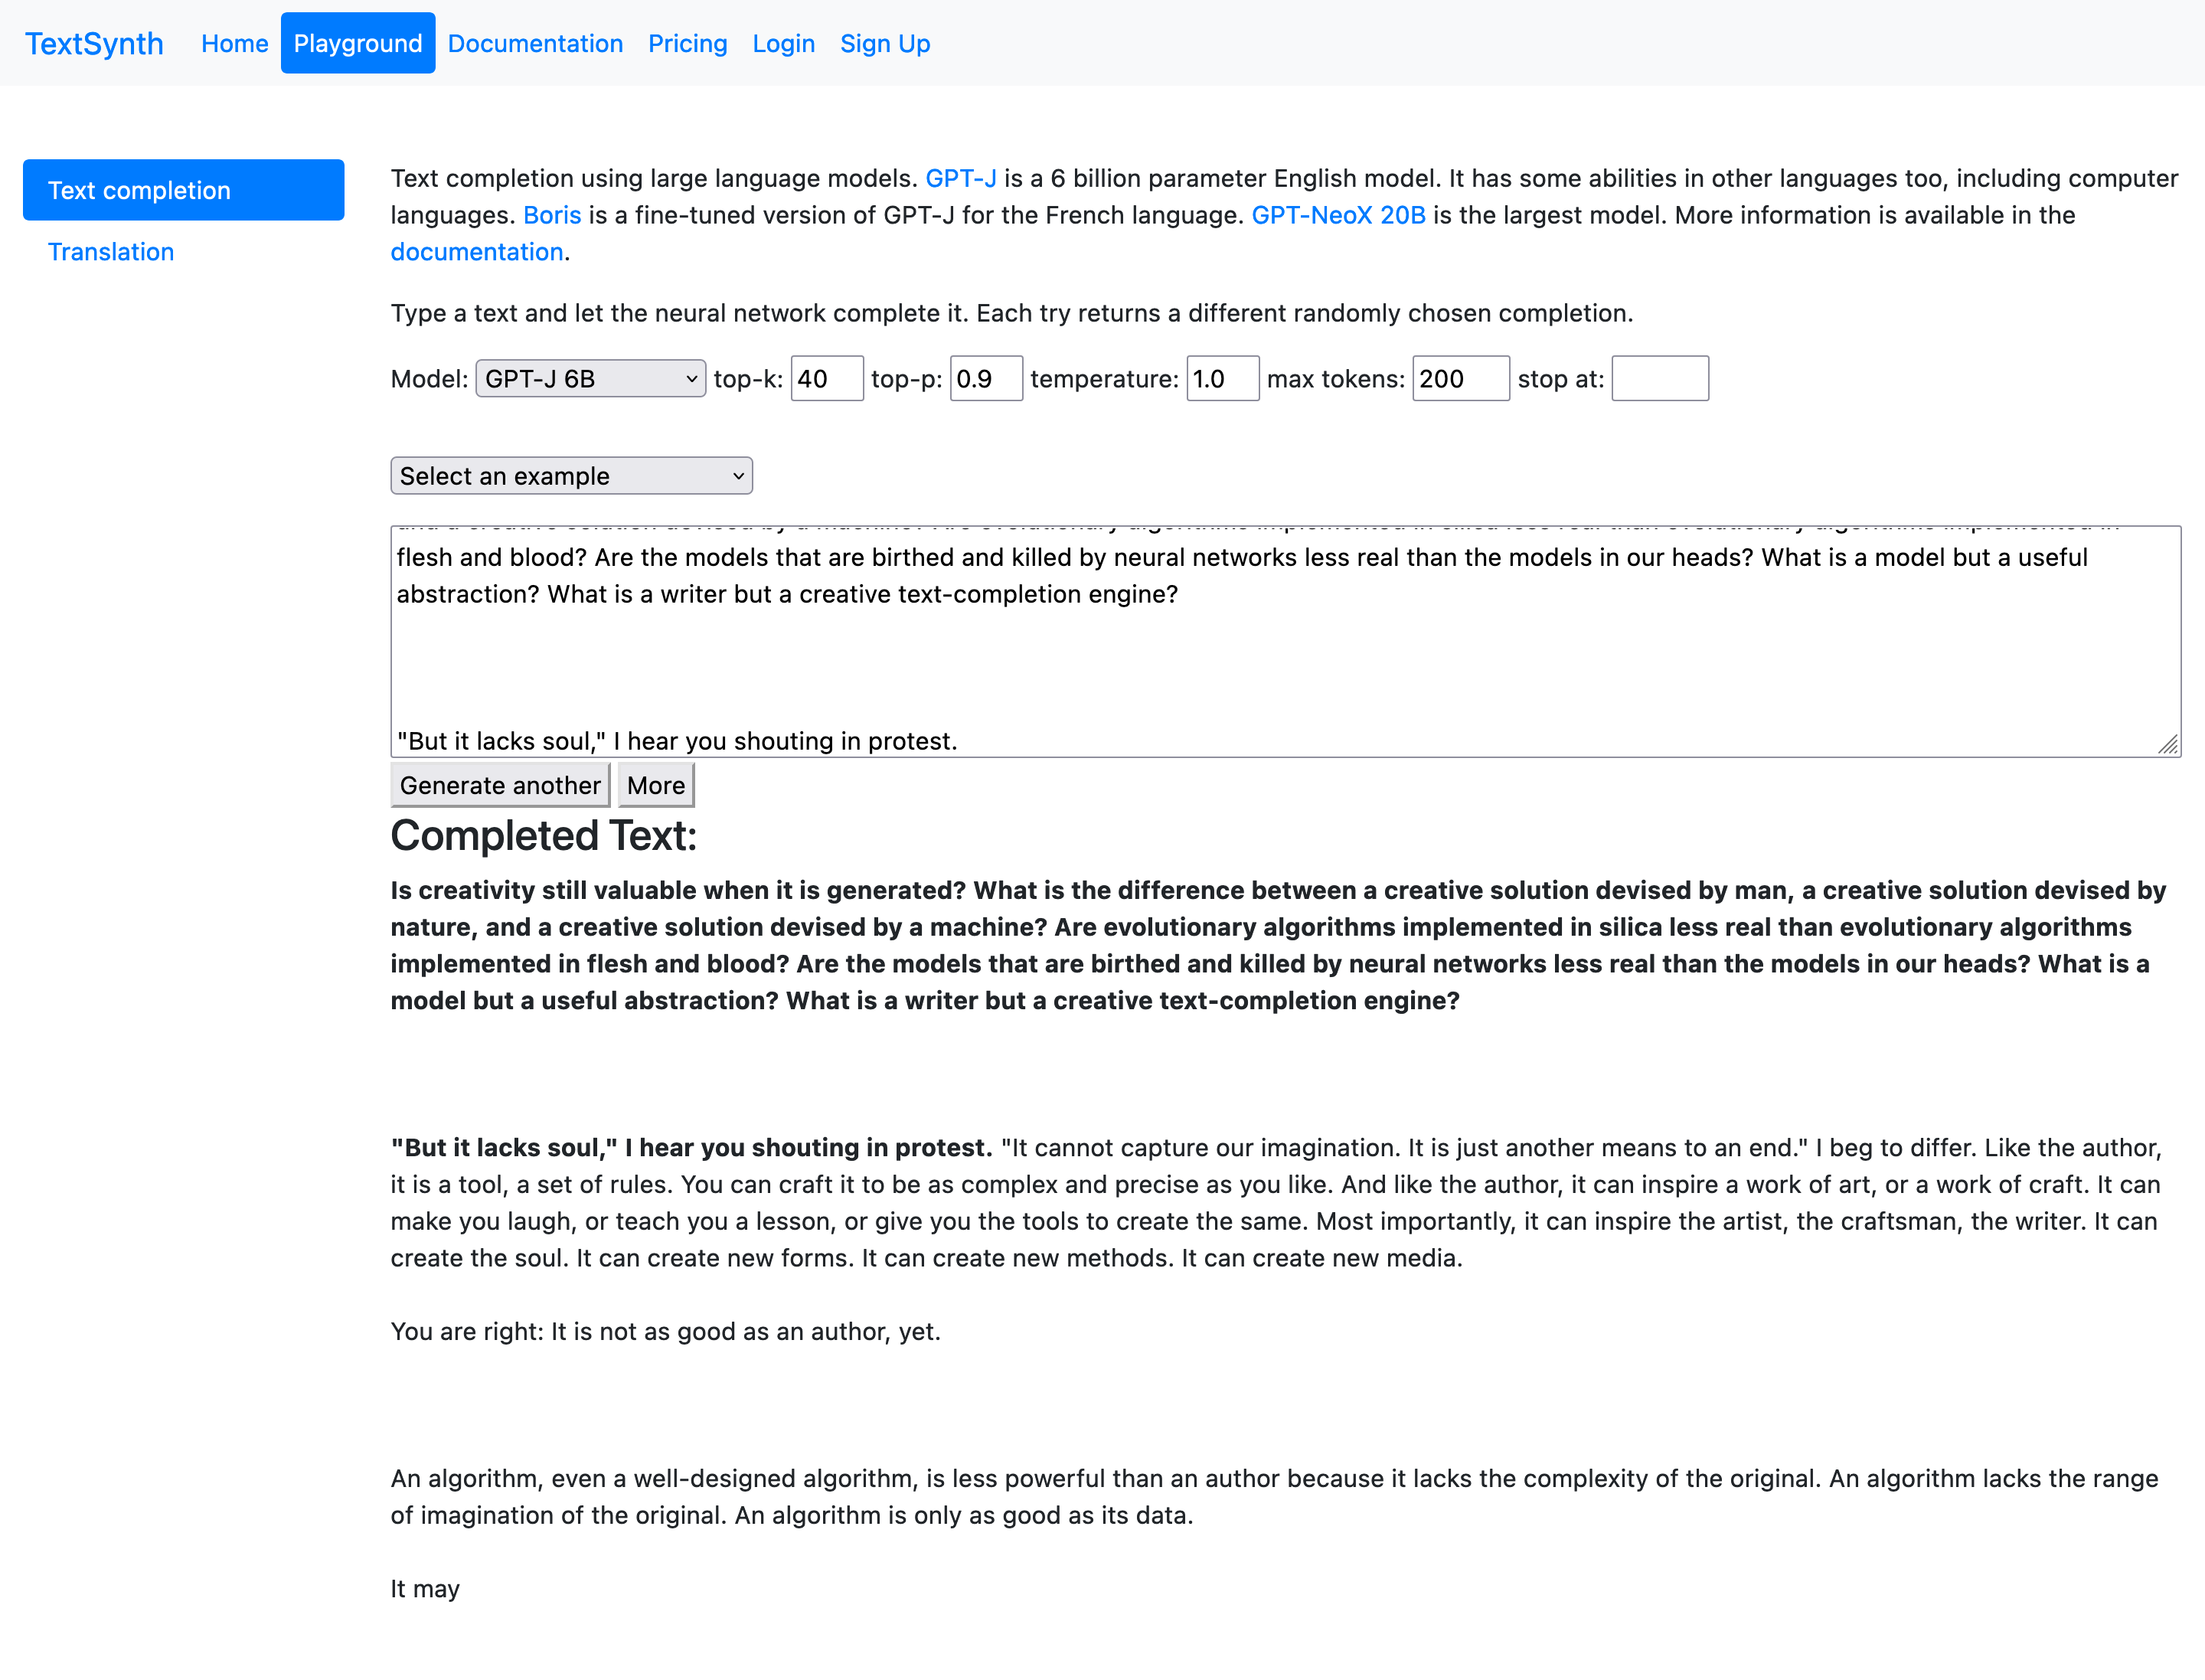 TextSynth Home Playground Documentation Pricing Login Sign Up
Text completion
Translation
Text completion using large language models. GPT-J is a 6 billion parameter English model. It has some abilities in other languages too, including computer
languages. Boris is a fine-tuned version of GPT-J for the French language. GPT-NeoX 20B is the largest model. More information is available in the
documentation.
Type a text and let the neural network complete it. Each try returns a different randomly chosen completion.
Model: GPT-J 6B top-k: 40 top-p: 0.9 temperature: 1.0 max tokens: 200 stop at:
Select an example
flesh and blood? Are the models that are birthed and killed by neural networks less real than the models in our heads? What is a model but a useful
abstraction? What is a writer but a creative text-completion engine?
"But it lacks soul," I hear you shouting in protest.
Generate another More
Completed Text:
Is creativity still valuable when it is generated? What is the difference between a creative solution devised by man, a creative solution devised by
nature, and a creative solution devised by a machine? Are evolutionary algorithms implemented in silica less real than evolutionary algorithms
implemented in flesh and blood? Are the models that are birthed and killed by neural networks less real than the models in our heads? What is a
model but a useful abstraction? What is a writer but a creative text-completion engine?
"But it lacks soul," I hear you shouting in protest. "It cannot capture our imagination. It is just another means to an end." I beg to differ. Like the author,
it is a tool, a set of rules. You can craft it to be as complex and precise as you like. And like the author, it can inspire a work of art, or a work of craft. It can
make you laugh, or teach you a lesson, or give you the tools to create the same. Most importantly, it can inspire the artist, the craftsman, the writer. It can
create the soul. It can create new forms. It can create new methods. It can create new media.
You are right: It is not as good as an author, yet.
An algorithm, even a well-designed algorithm, is less powerful than an author because it lacks the complexity of the original. An algorithm lacks the range
of imagination of the original. An algorithm is only as good as its data.
It may